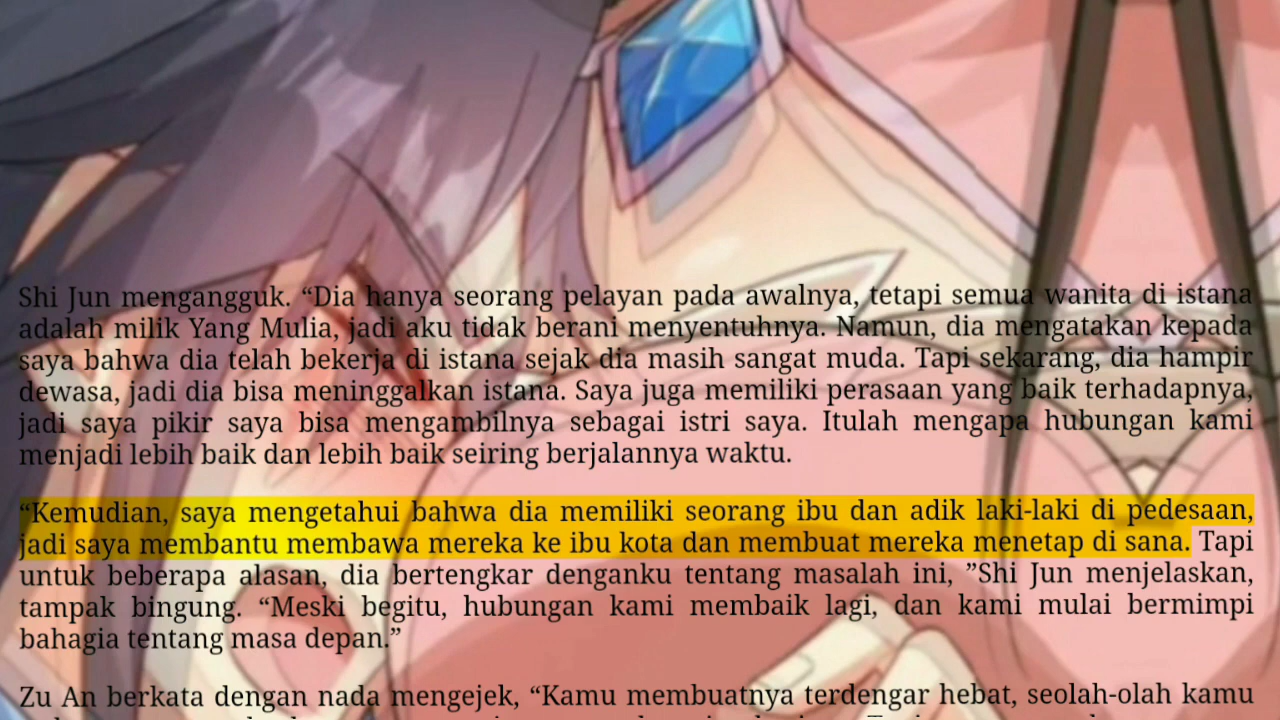 Shi Jun mengangguk. “Dia hanya seorang pelayan pada awalnya, tetapi semua wanita di istana
adalah milik Yang Mulia, jadi aku tidak berani menyentuhnya. Namun, dia mengatakan kepada
saya bahwa dia telah bekerja di istana sejak dia masih sangat muda. Tapi sekarang, dia hampir
dewasa, jadi dia bisa meninggalkan istana. Saya juga memiliki perasaan yang baik terhadapnya,
jadi saya pikir saya bisa mengambilnya sebagai istri saya. Itulah mengapa hubungan kami
menjadi lebih baik dan lebih baik seiring berjalannya waktu.
“Kemudian, saya mengetahui bahwa dia memiliki seorang ibu dan adik laki-laki di pedesaan,
jadi saya membantu membawa mereka ke ibu kota dan membuat mereka menetap di sana. Tapi
untuk beberapa alasan, dia bertengkar denganku tentang masalah ini, ”Shi Jun menjelaskan,
tampak bingung. “Meski begitu, hubungan kami membaik lagi, dan kami mulai bermimpi
bahagia tentang masa depan.”
Zu An berkata dengan nada mengejek, “Kamu membuatnya terdengar hebat, seolah-olah kamu